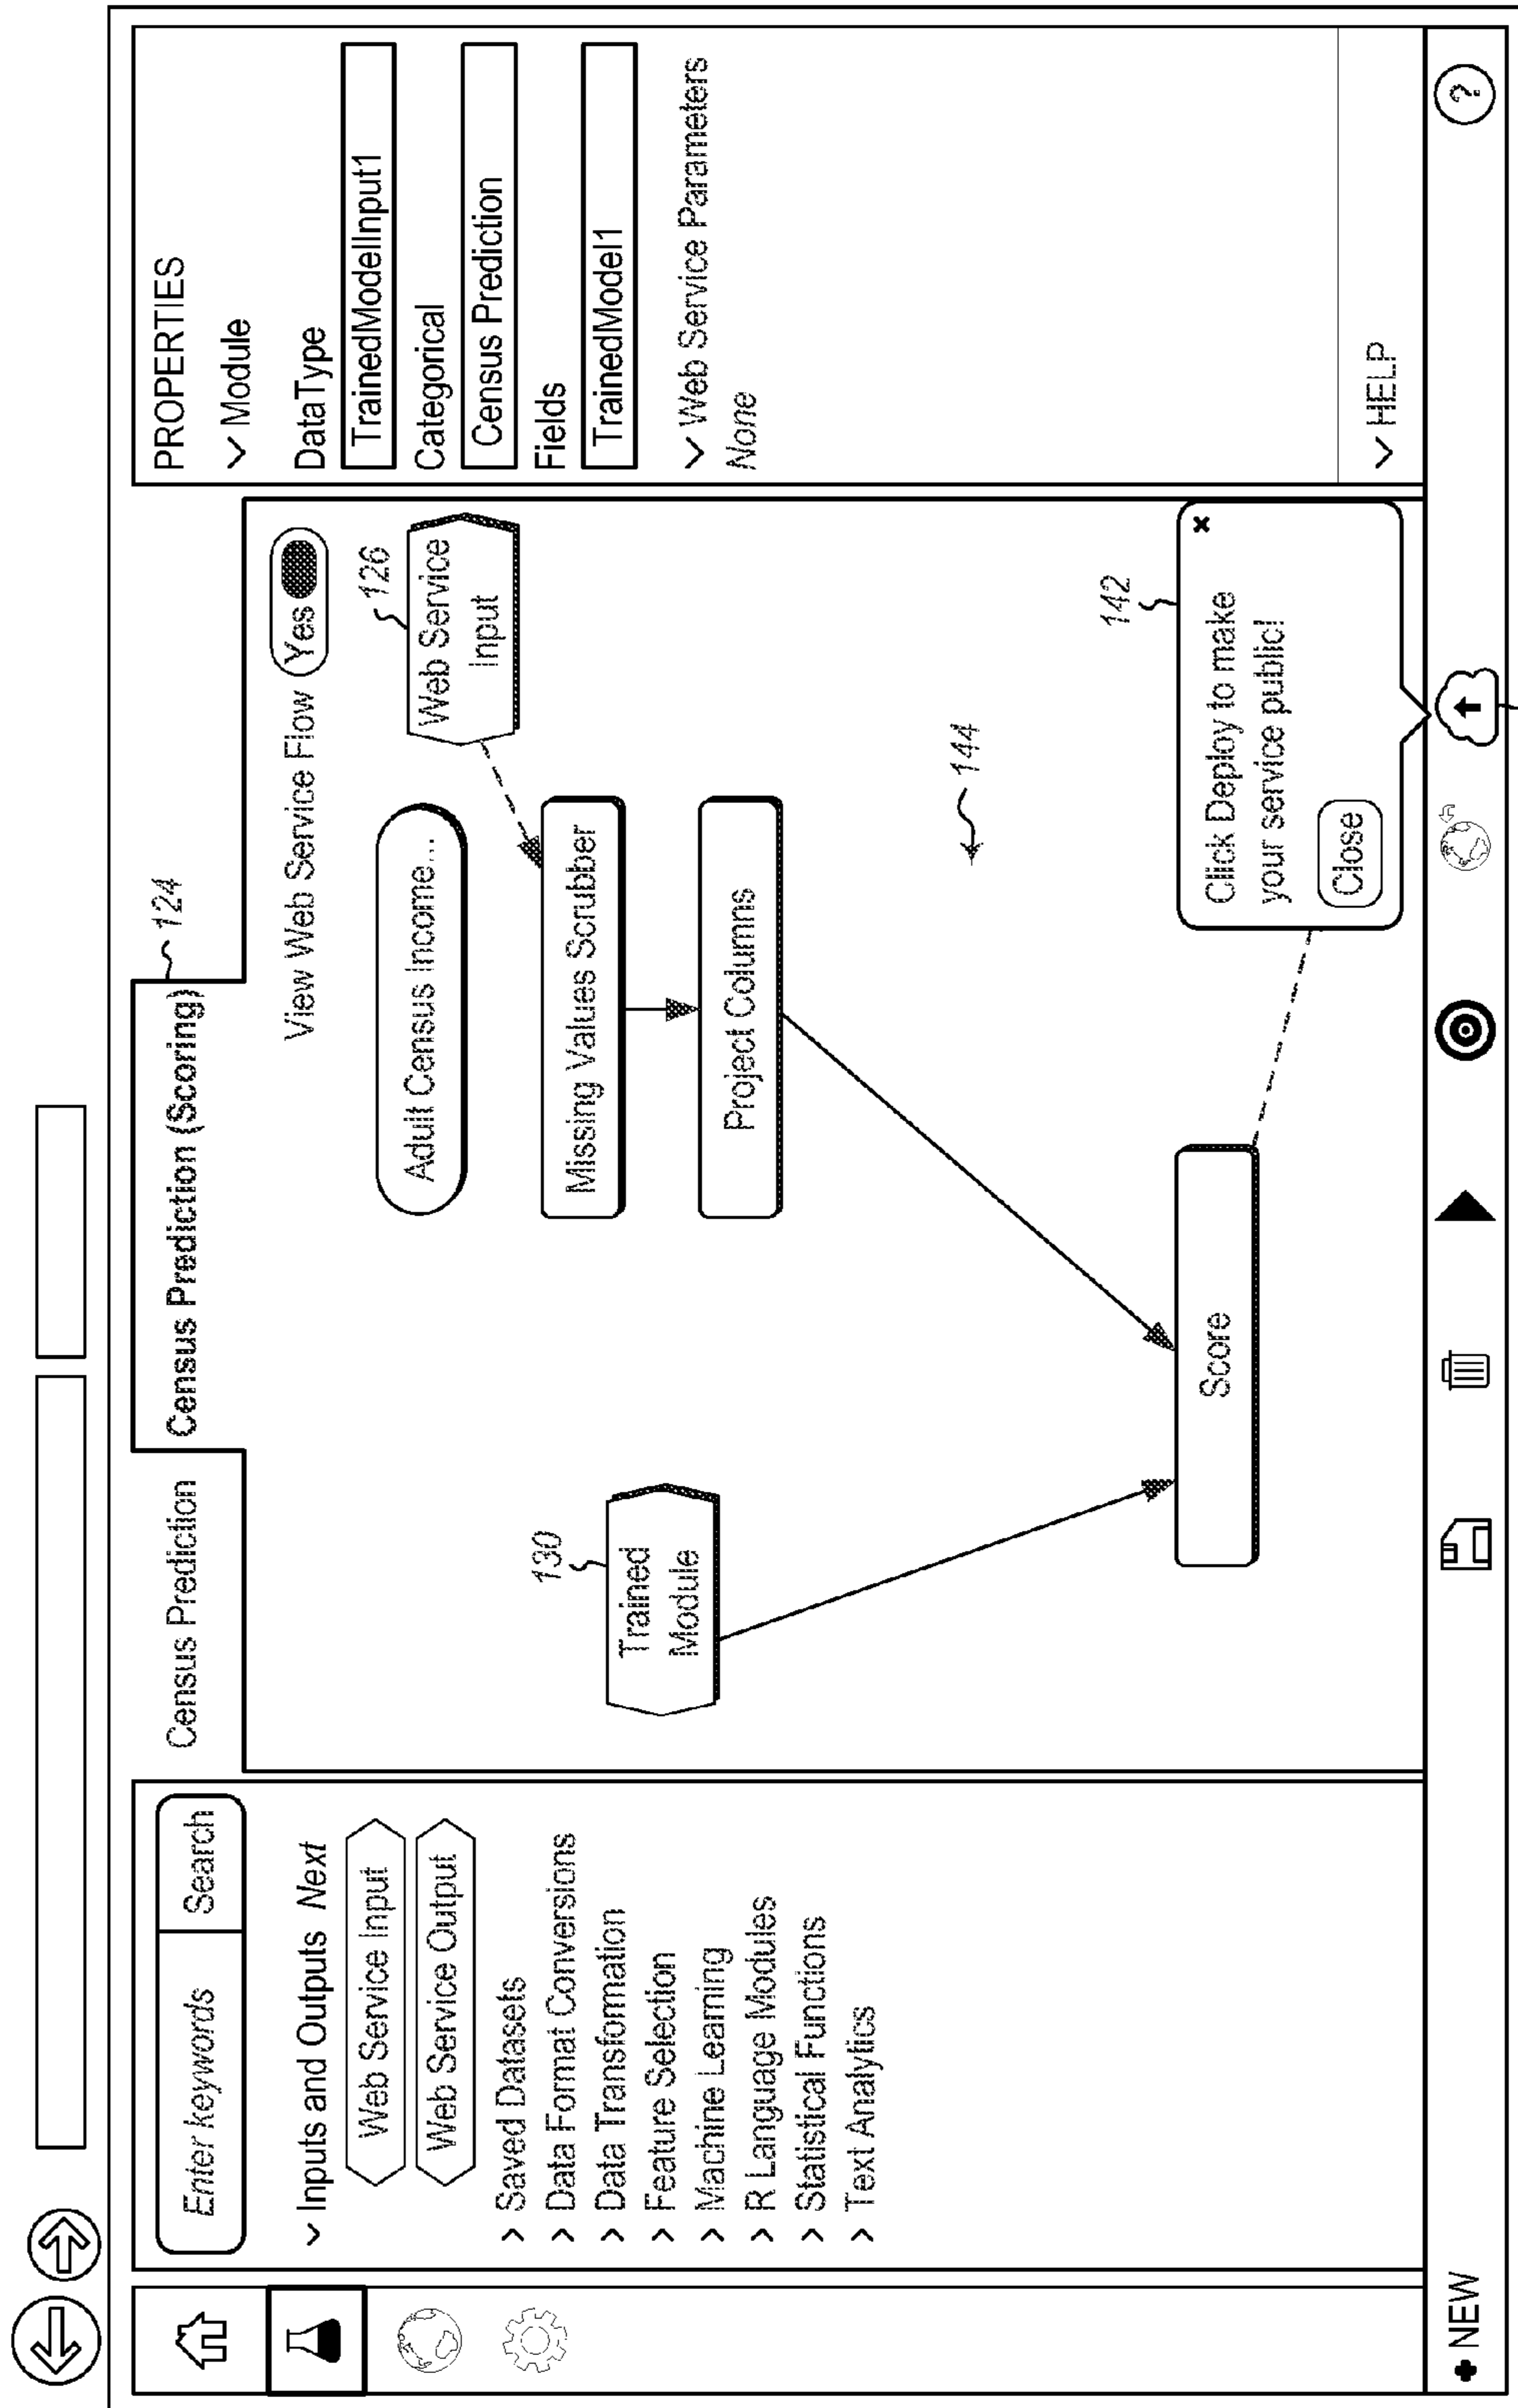 Enter keywords
Search
Inputs and Outputs Next
Web Service Input
Web Service Output
Saved Datasets
Data Format Conversions
Data Transformation
Feature Selection
Machine Learning
R Language Modules
Statistical Functions
Text Analytics
Census Prediction
Census Prediction (Scoring)
124
View Web Service Flow
Yes
126
Web Service
Input
Adult Census Income...
Missing Values Scrubber
Project Columns
130
Trained
Module
144
Score
142
x
Click Deploy to make
your service public!
Close
PROPERTIES
Module
DataType
TrainedModelInput1
Categorical
Census Prediction
Fields
TrainedModel1
Web Service Parameters
None
HELP
NEW
?